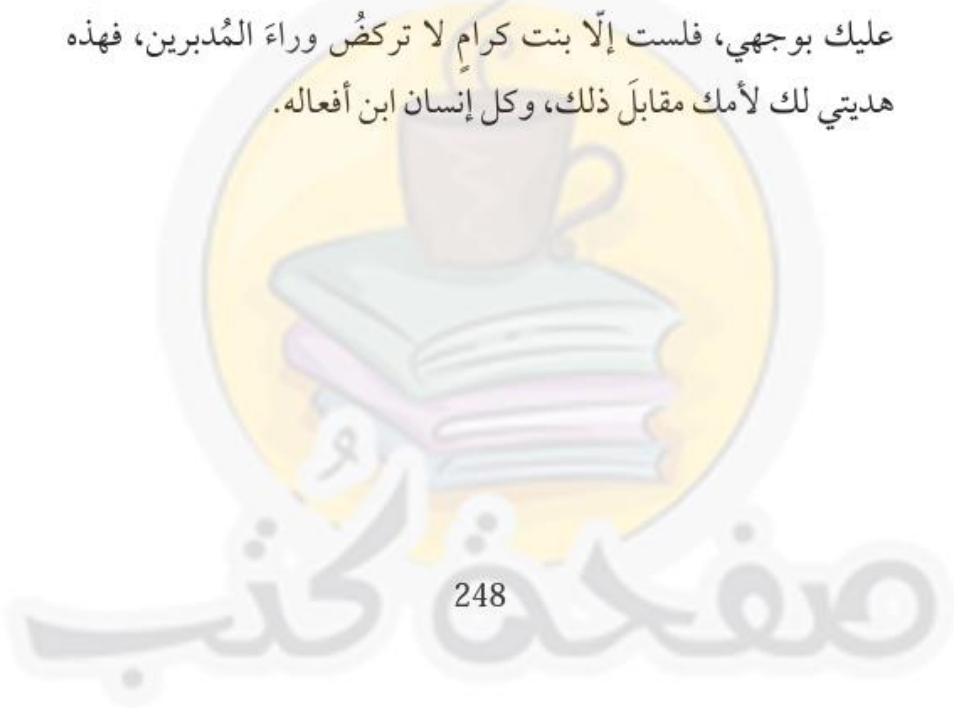 عليك بوجهي، فلست إلّا بنت كرامٍ لا تركضُ وراءَ المُدبرين، فهذه
هديتي لك لأمك مقابلَ ذلك، وكل إنسان ابن أفعاله.
248
صفحةُ كُتب